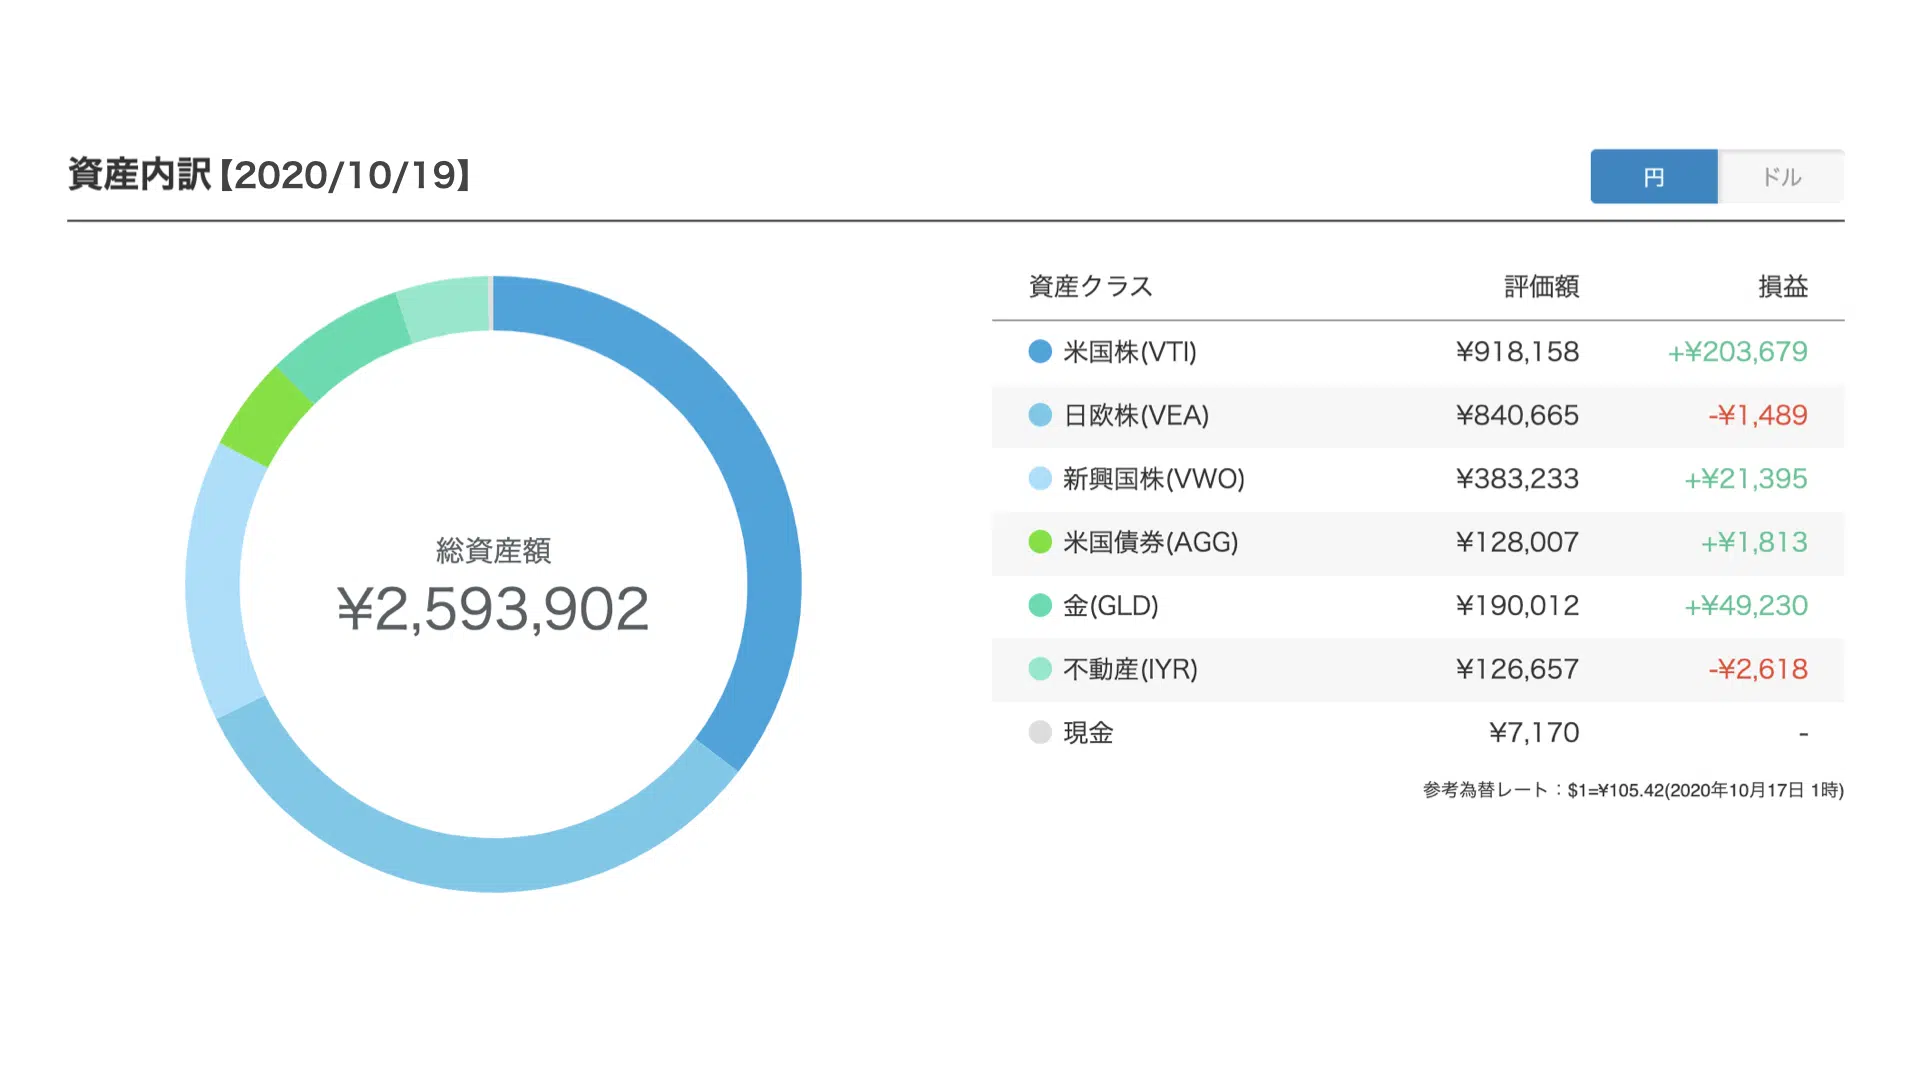 資産内訳【2020/10/19】
円 ドル
総資産額
¥2,593,902
資産クラス 評価額 損益
米国株(VTI) ¥918,158 +¥203,679
日欧株(VEA) ¥840,665 -¥1,489
新興国株(VWO) ¥383,233 +¥21,395
米国債券(AGG) ¥128,007 +¥1,813
金(GLD) ¥190,012 +¥49,230
不動産(IYR) ¥126,657 -¥2,618
現金 ¥7,170 -
参考為替レート：$1=¥105.42(2020年10月17日 1時)